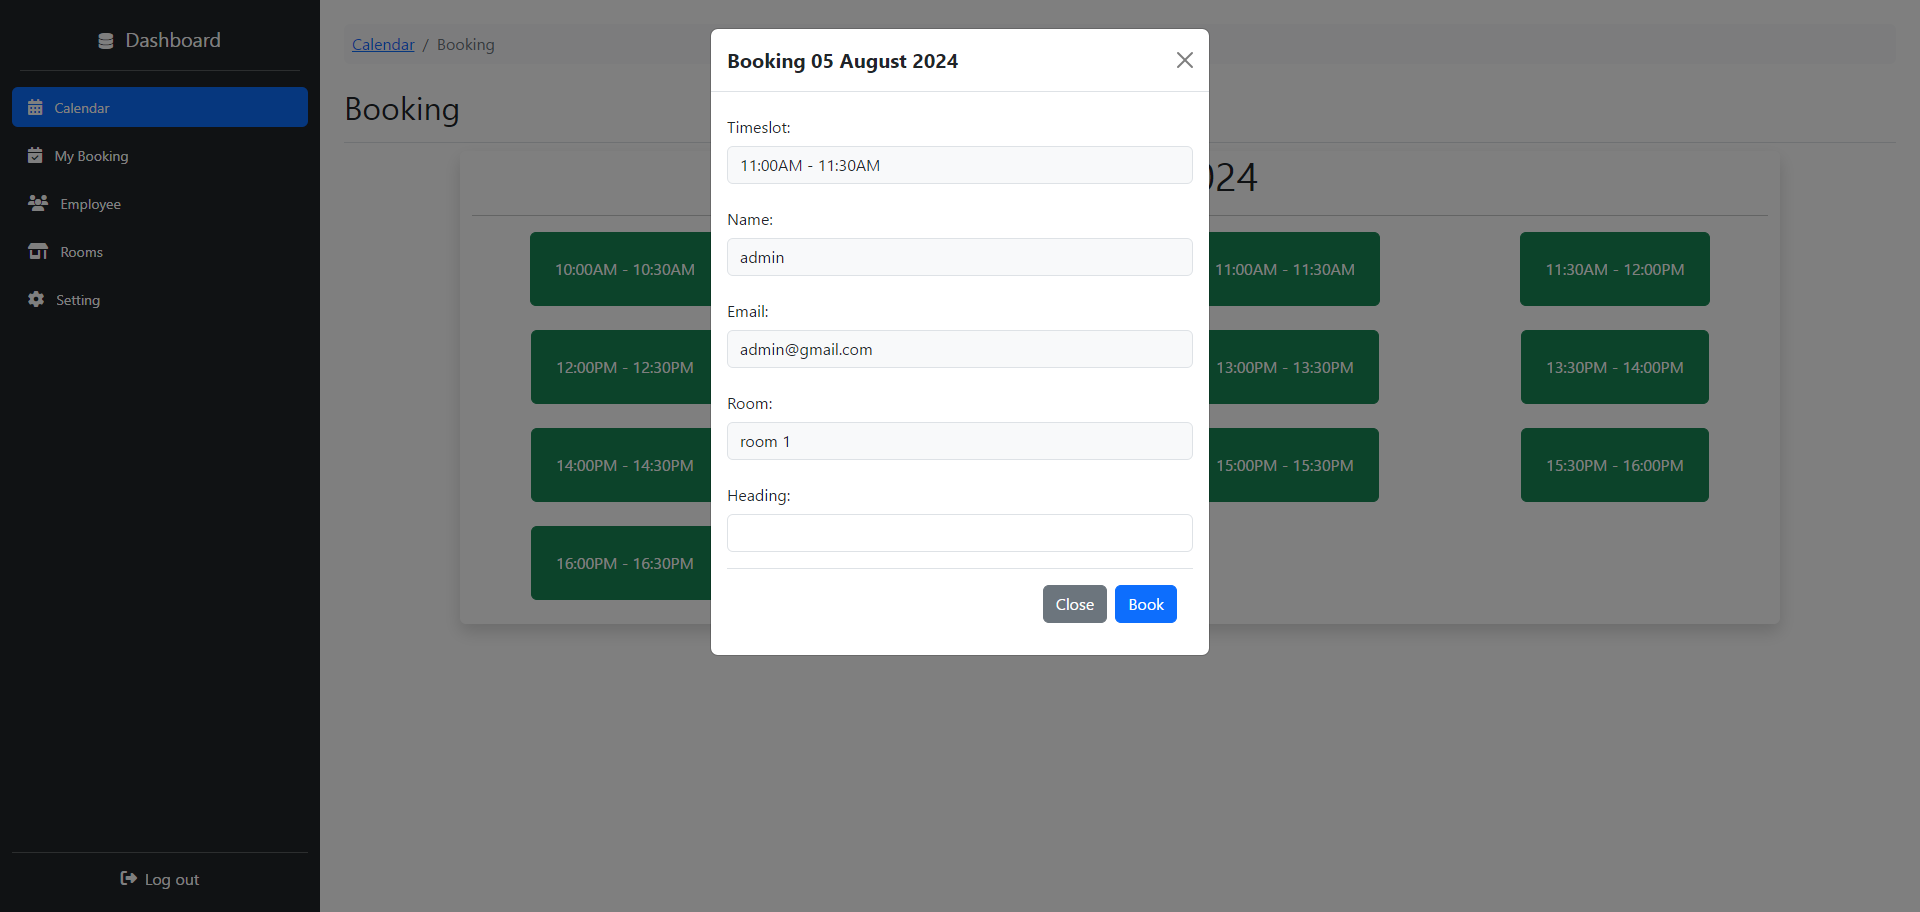 Dashboard
Calendar
My Booking
Employee
Rooms
Setting
Log out
Calendar / Booking
Booking
024
10:00AM - 10:30AM
11:00AM - 11:30AM
11:30AM - 12:00PM
12:00PM - 12:30PM
13:00PM - 13:30PM
13:30PM - 14:00PM
14:00PM - 14:30PM
15:00PM - 15:30PM
15:30PM - 16:00PM
16:00PM - 16:30PM
Booking 05 August 2024
Timeslot:
11:00AM - 11:30AM
Name:
admin
Email:
admin@gmail.com
Room:
room 1
Heading:
Close
Book